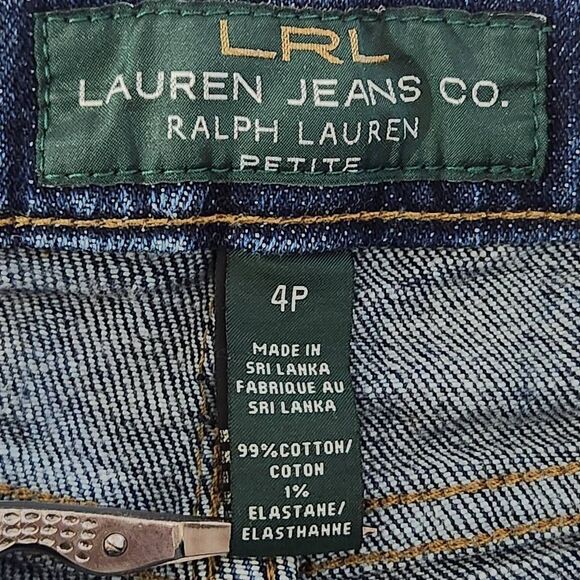 LRL
LAUREN JEANS CO.
RALPH LAUREN
PETITE
4P
MADE IN
SRI LANKA
FABRIQUE AU
SRI LANKA
99%COTTON/
COTON
1%
ELASTANE/
ELASTHANNE